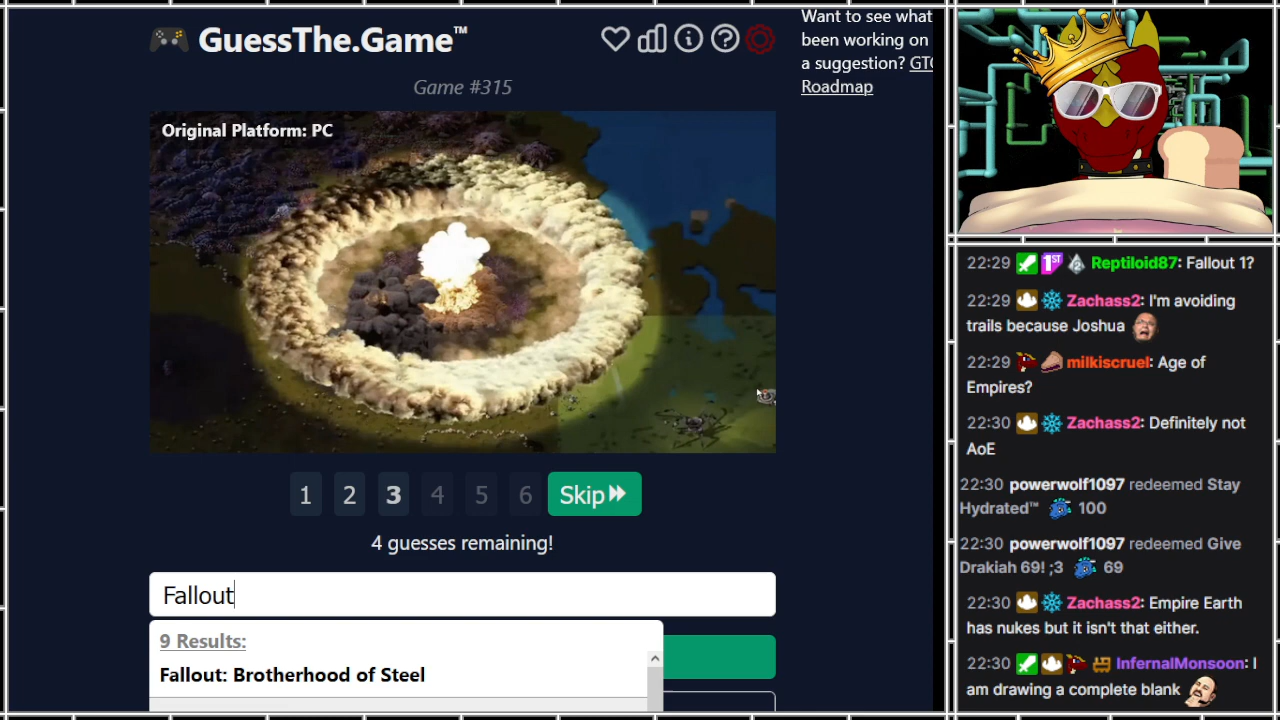 GuessThe.Game™
Want to see what
been working on
a suggestion? GTG
Roadmap
Game #315
Original Platform: PC
1 2 3 4 5 6 Skip
4 guesses remaining!
Fallout
9 Results:
Fallout: Brotherhood of Steel
22:29 Reptiloid87: Fallout 1?
22:29 Zachass2: I'm avoiding
trails because Joshua
22:29 milkiscruel: Age of
Empires?
22:30 Zachass2: Definitely not
AoE
22:30 powerwolf1097 redeemed Stay
Hydrated™ 100
22:30 powerwolf1097 redeemed Give
Drakiah 69! ;3 69
22:30 Zachass2: Empire Earth
has nukes but it isn't that either.
22:30 InfernalMonsoon: I
am drawing a complete blank